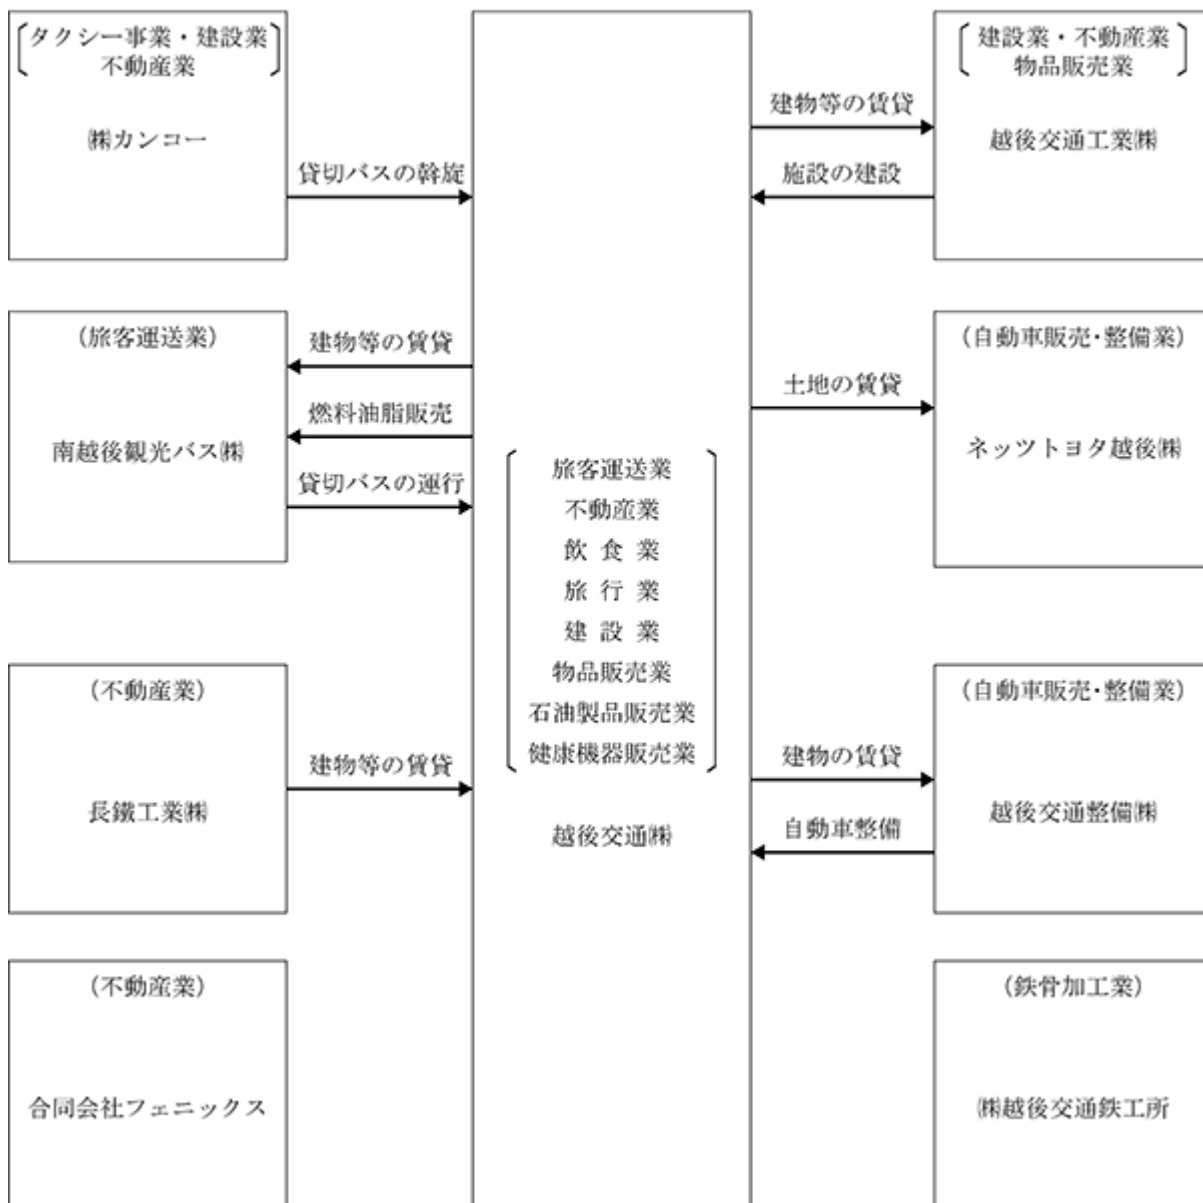 タクシー事業・建設業
不動産業
㈱カンコー
貸切バスの斡旋
(旅客運送業)
建物等の賃貸
燃料油脂販売
南越後観光バス㈱
貸切バスの運行
(不動産業)
建物等の賃貸
長鐵工業㈱
(不動産業)
合同会社フェニックス
旅客運送業
不動産業
飲食業
旅行業
建設業
物品販売業
石油製品販売業
健康機器販売業
越後交通㈱
建設業・不動産業
物品販売業
建物等の賃貸
越後交通工業㈱
施設の建設
(自動車販売・整備業)
土地の賃貸
ネッツトヨタ越後㈱
(自動車販売・整備業)
建物の賃貸
越後交通整備㈱
自動車整備
(鉄骨加工業)
㈱越後交通鉄工所